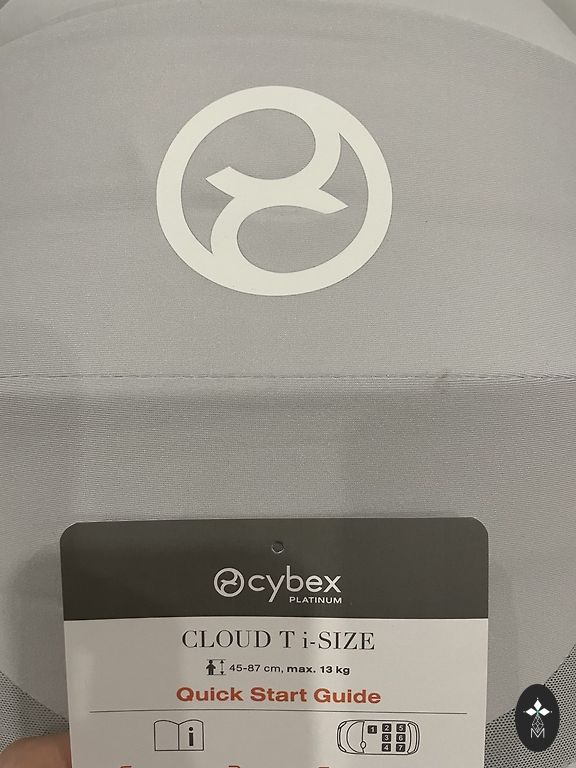 cybex
PLATINUM
CLOUD T i-SIZE
45-87 cm, max. 13 kg
Quick Start Guide
i
1 2 5
3 6
4 7
M